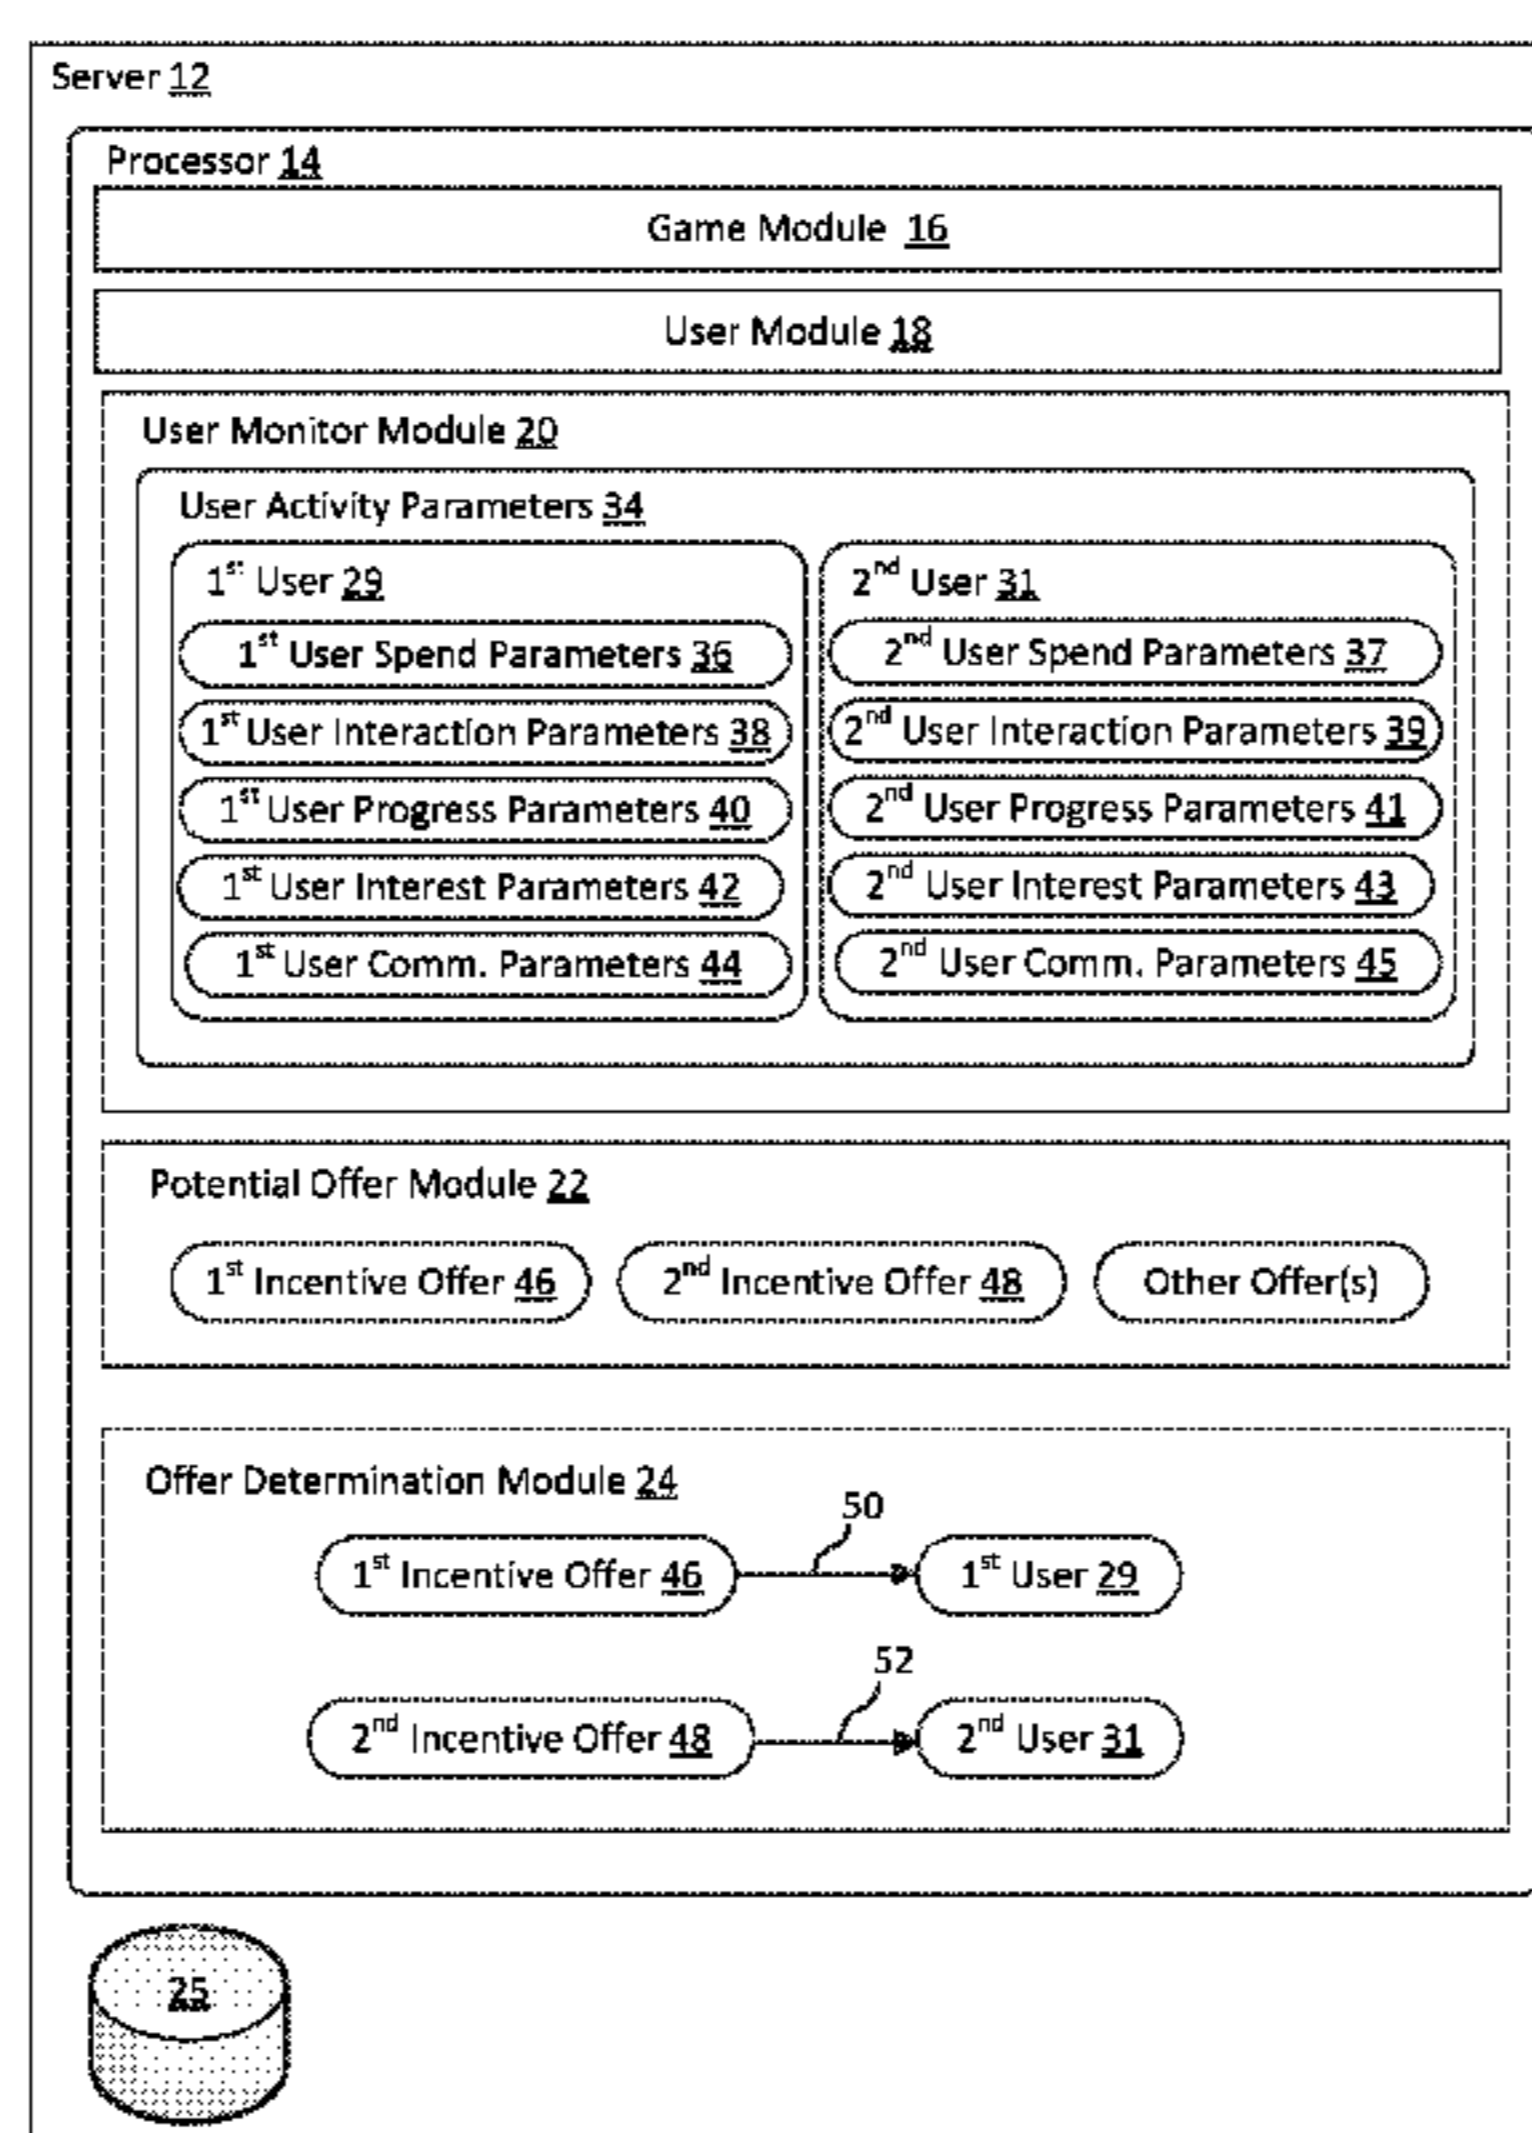 Server 12
Processor 14
Game Module 16
User Module 18
User Monitor Module 20
User Activity Parameters 34
1st User 29
1st User Spend Parameters 36
1st User Interaction Parameters 38
1st User Progress Parameters 40
1st User Interest Parameters 42
1st User Comm. Parameters 44
2nd User 31
2nd User Spend Parameters 37
2nd User Interaction Parameters 39
2nd User Progress Parameters 41
2nd User Interest Parameters 43
2nd User Comm. Parameters 45
Potential Offer Module 22
1st Incentive Offer 46
2nd Incentive Offer 48
Other Offer(s)
Offer Determination Module 24
50
1st Incentive Offer 46
1st User 29
52
2nd Incentive Offer 48
2nd User 31
25